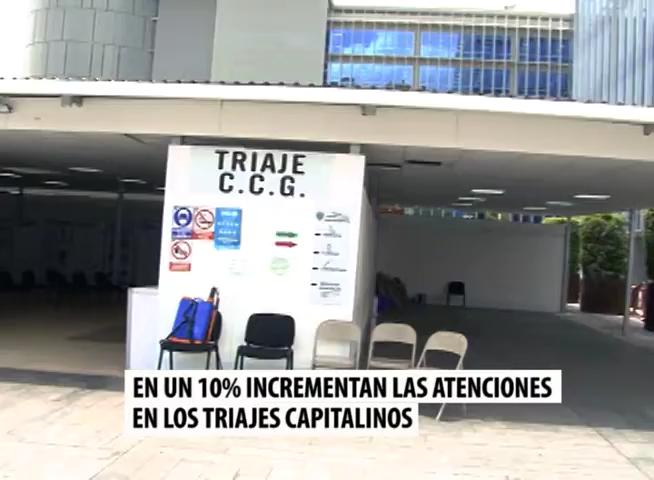 TRIAJE
C.C.G.
EN UN 10% INCREMENTAN LAS ATENCIONES
EN LOS TRIAJES CAPITALINOS